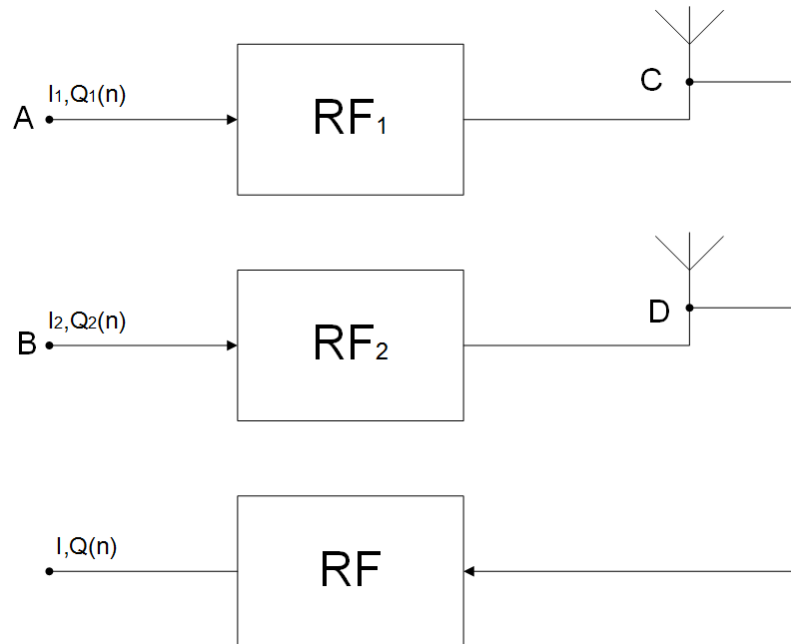 A
I₁,Q₁(n)
RF₁
C
B
I₂,Q₂(n)
RF₂
D
I,Q(n)
RF